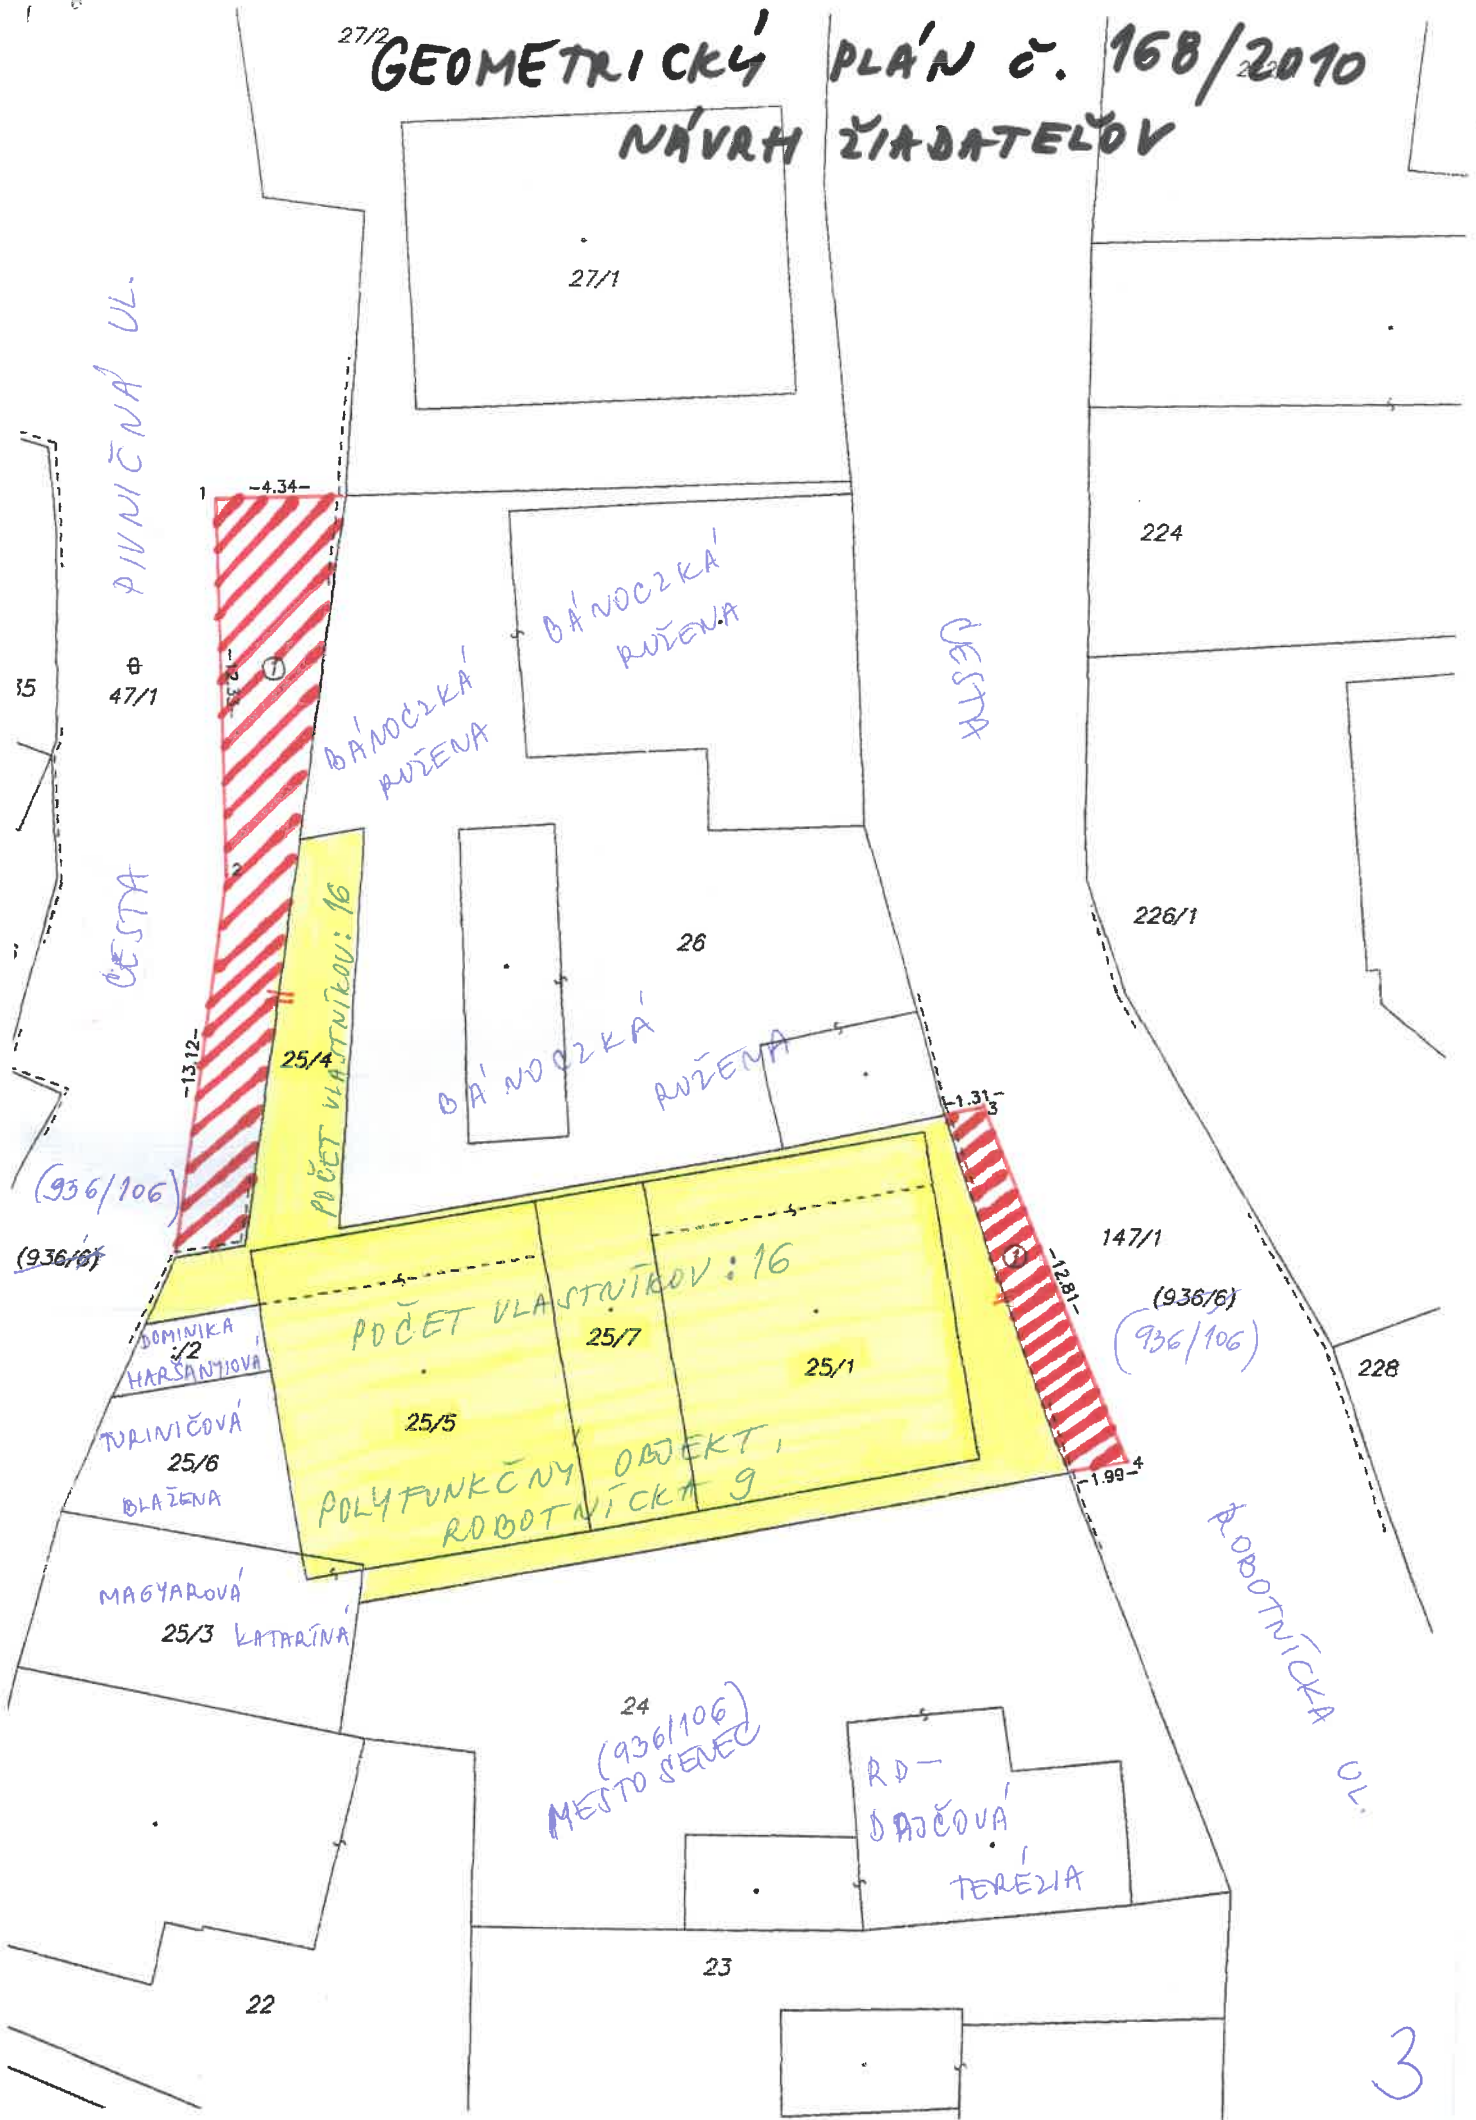 27/2
GEOMETRICKÝ PLÁN č. 168/2010
NÁVRH ŽIADATEĽOV
27/1
PIVNIČNÁ UL.
1
-4.34-
224
BÁNOCZKÁ
RUŽENA
CESTA
35
47/1
-12.33-
1
BÁNOCZKÁ
RUŽENA
2
CESTA
226/1
26
POČET VLASTNÍKOV: 16
25/4
-13.12-
BÁNOCZKÁ RUŽENA
-1.31-
3
(936/106)
(936/6)
147/1
1
-12.81-
(936/6)
(936/106)
POČET VLASTNÍKOV: 16
25/7
25/1
228
DOMINIKA
/2
HARŠANYIOVÁ
25/5
TURINIČOVÁ
25/6
BLAŽENA
POLYFUNKČNÝ OBJEKT,
ROBOTNÍCKA 9
-1.99-
4
ROBOTNÍCKA UL.
MAGYAROVÁ
25/3 KATARÍNA
24
(936/106)
MESTO SENEC
RD-
DAJČOVÁ
TERÉZIA
23
22
3